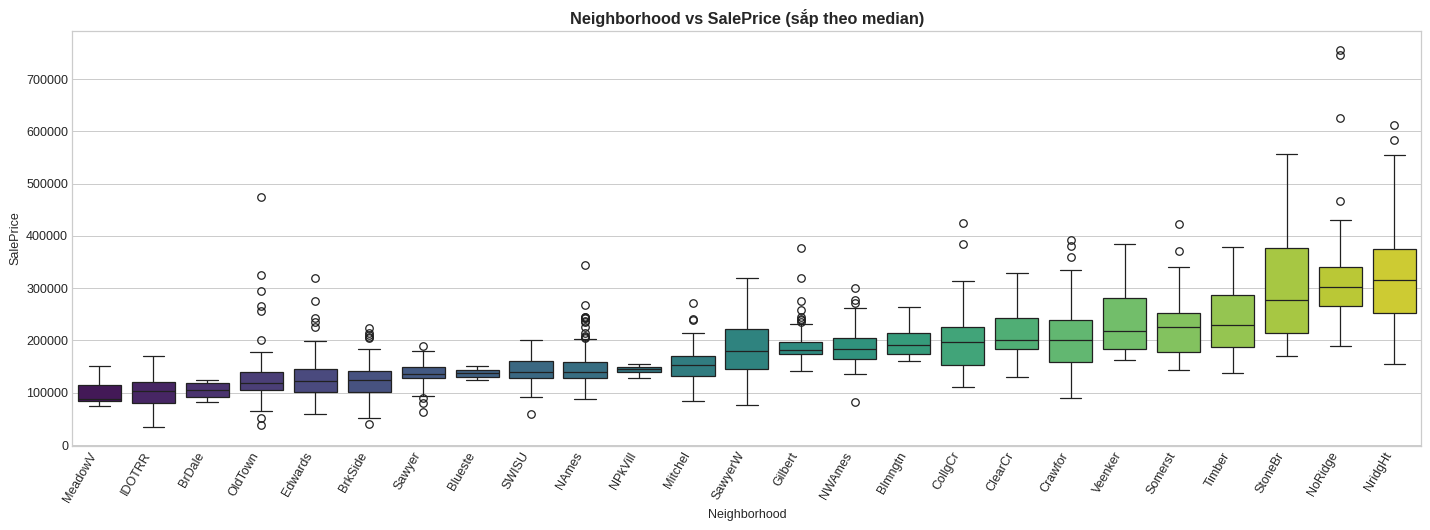 Neighborhood vs SalePrice (sắp theo median)
SalePrice
700000
600000
500000
400000
300000
200000
100000
0
MeadowV
IDOTRR
BrDale
OldTown
Edwards
BrkSide
Sawyer
Blueste
SWISU
NAmes
NPkVill
Mitchel
SawyerW
Gilbert
NWAmes
Blmngtn
CollgCr
ClearCr
Crawfor
Veenker
Somerst
Timber
StoneBr
NoRidge
NridgHt
Neighborhood